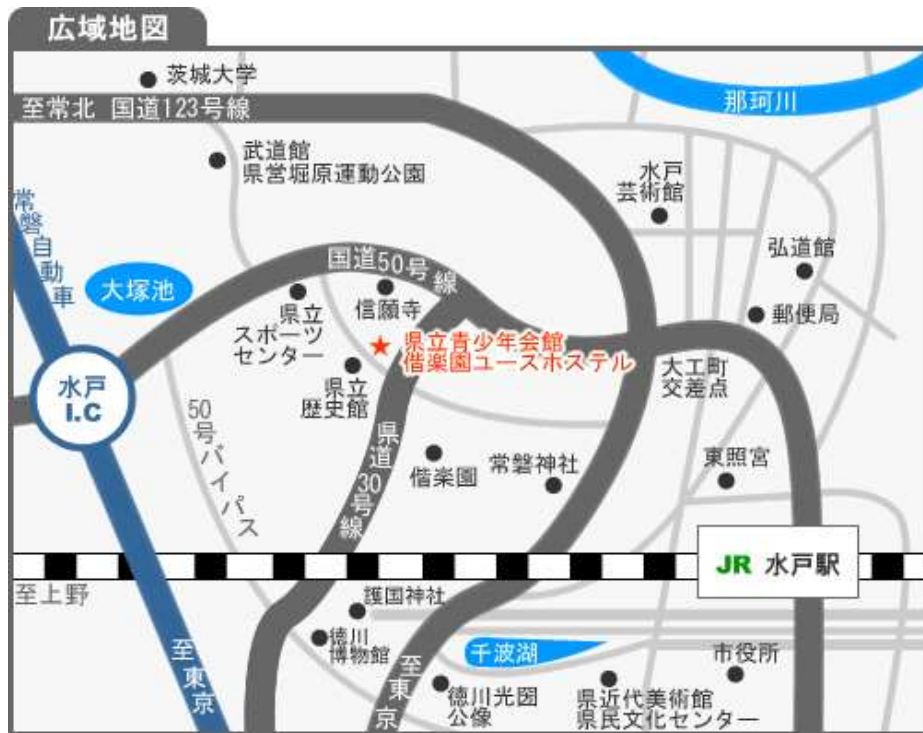 広域地図
茨城大学
那珂川
至常北 国道123号線
武道館
県営堀原運動公園
水戸
芸術館
常磐自動車
弘道館
国道50号線
大塚池
信願寺
郵便局
県立
スポーツ
センター
県立青少年会館
偕楽園ユースホステル
大工町
交差点
水戸
I.C
県立
歴史館
50号バイパス
県道30号線
偕楽園
常磐神社
東照宮
JR 水戸駅
至上野
護国神社
徳川
博物館
至東京
至東京
千波湖
市役所
徳川光圀
公像
県近代美術館
県民文化センター